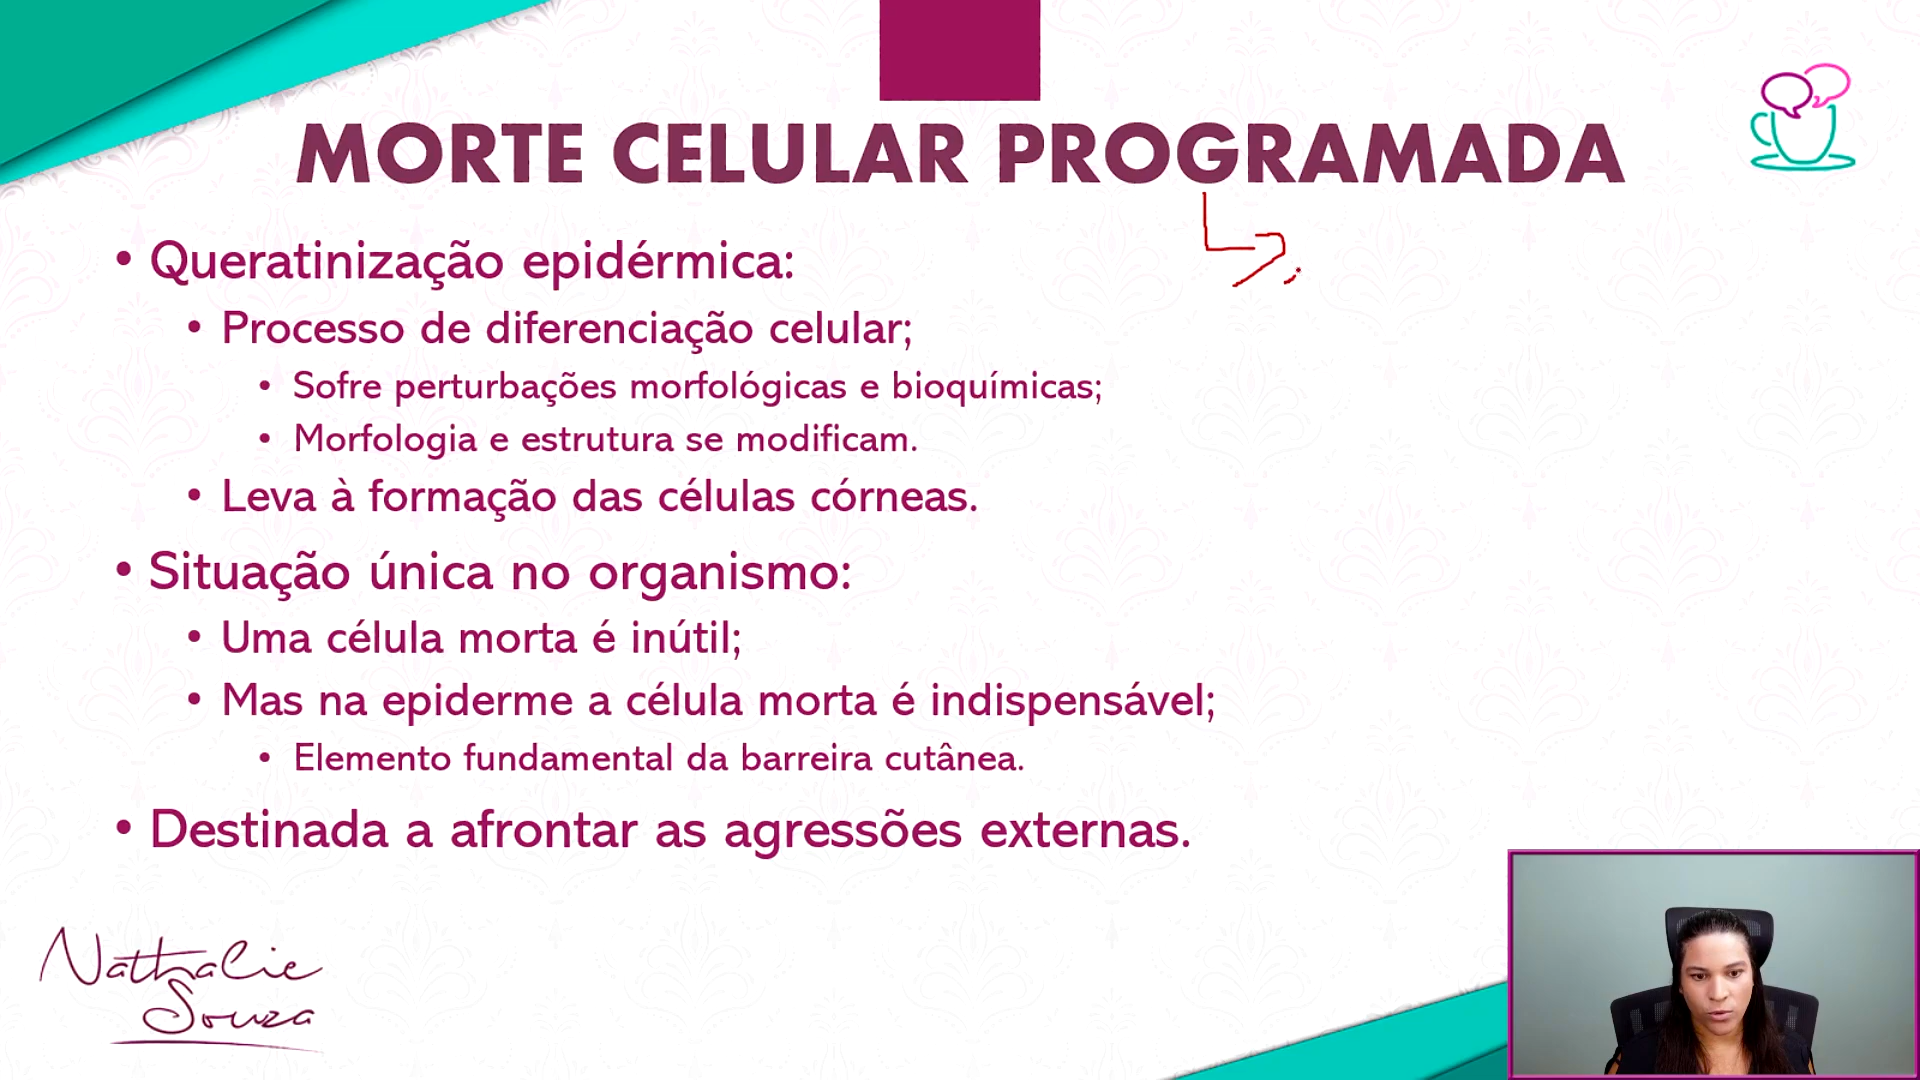 MORTE CELULAR PROGRAMADA
• Queratinização epidérmica:
• Processo de diferenciação celular;
• Sofre perturbações morfológicas e bioquímicas;
• Morfologia e estrutura se modificam.
• Leva à formação das células córneas.
• Situação única no organismo:
• Uma célula morta é inútil;
• Mas na epiderme a célula morta é indispensável;
• Elemento fundamental da barreira cutânea.
• Destinada a afrontar as agressões externas.
Nathalie
Souza